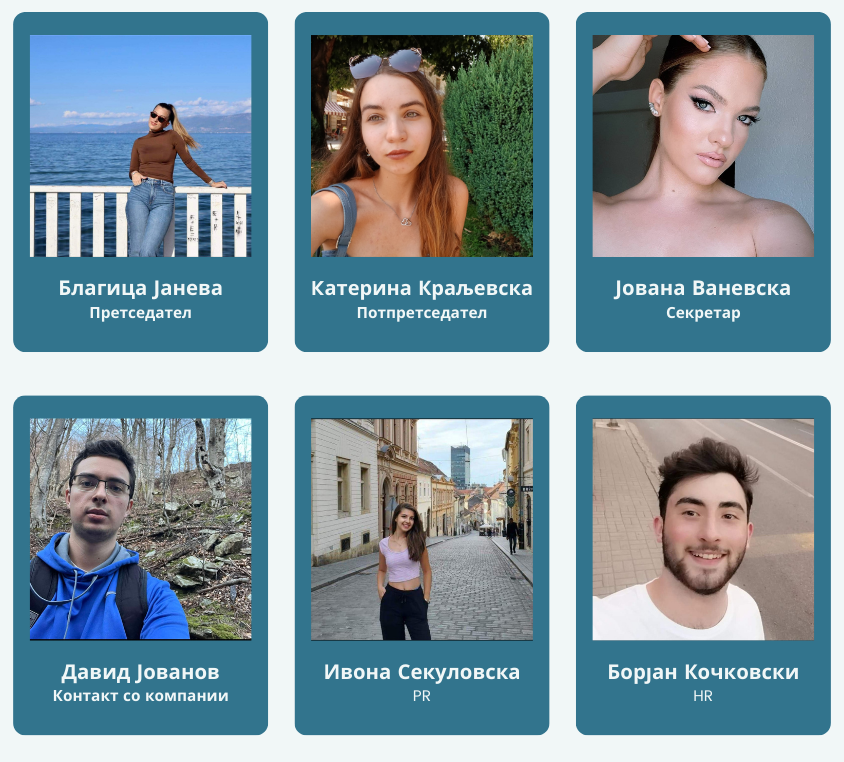 Благица Јанева
Претседател
Катерина Краљевска
Потпретседател
Јована Ваневска
Секретар
Давид Јованов
Контакт со компании
Ивона Секуловска
PR
Борјан Кочковски
HR